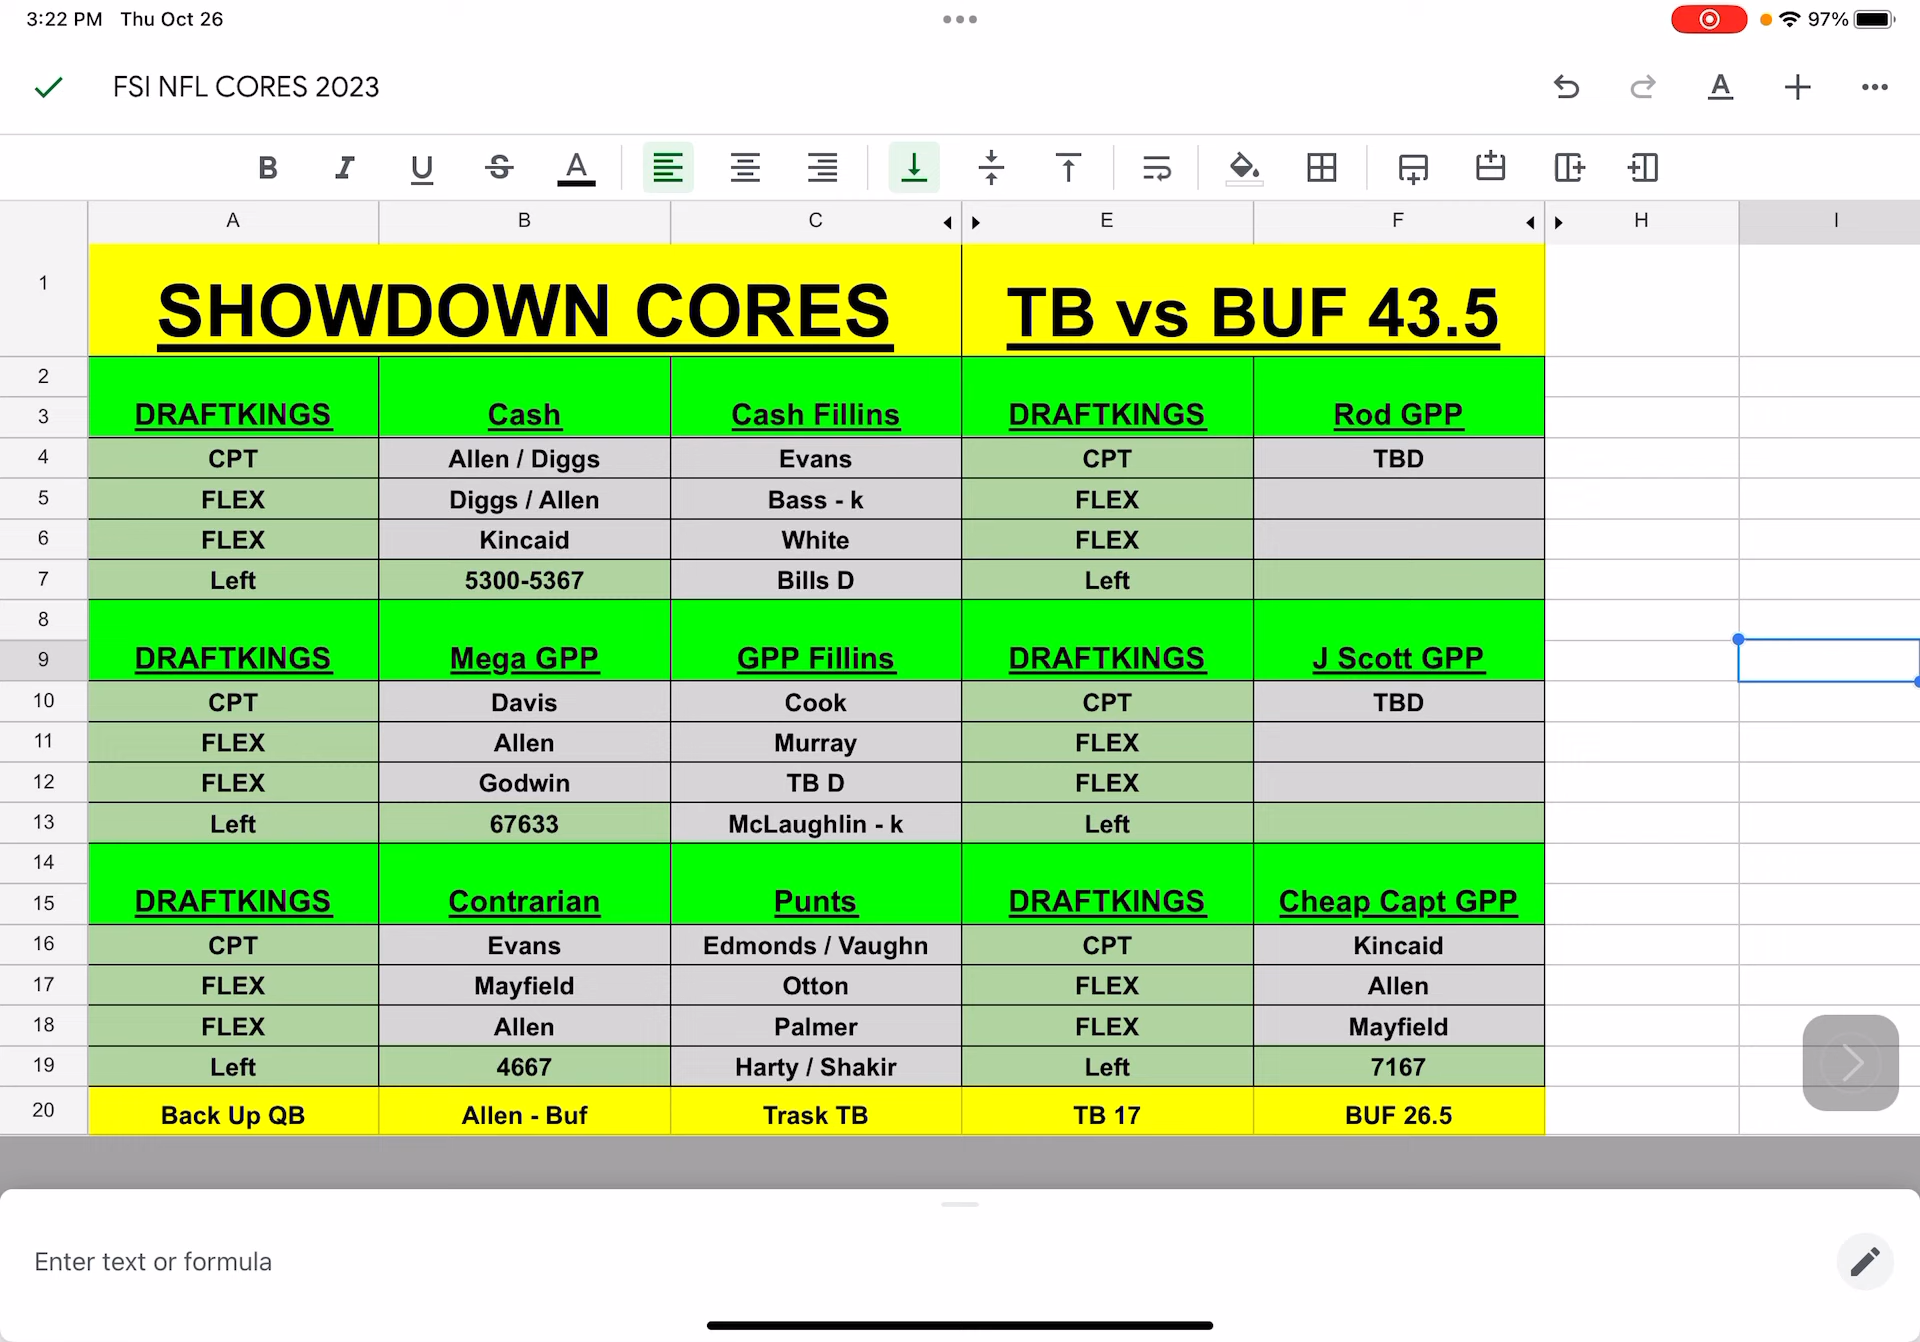 3:22 PM Thu Oct 26
97%
FSI NFL CORES 2023
A
B I U S A
A B C E F H I
1 SHOWDOWN CORES TB vs BUF 43.5
2
3 DRAFTKINGS Cash Cash Fillins DRAFTKINGS Rod GPP
4 CPT Allen / Diggs Evans CPT TBD
5 FLEX Diggs / Allen Bass - k FLEX
6 FLEX Kincaid White FLEX
7 Left 5300-5367 Bills D Left
8
9 DRAFTKINGS Mega GPP GPP Fillins DRAFTKINGS J Scott GPP
10 CPT Davis Cook CPT TBD
11 FLEX Allen Murray FLEX
12 FLEX Godwin TB D FLEX
13 Left 67633 McLaughlin - k Left
14
15 DRAFTKINGS Contrarian Punts DRAFTKINGS Cheap Capt GPP
16 CPT Evans Edmonds / Vaughn CPT Kincaid
17 FLEX Mayfield Otton FLEX Allen
18 FLEX Allen Palmer FLEX Mayfield
19 Left 4667 Harty / Shakir Left 7167
20 Back Up QB Allen - Buf Trask TB TB 17 BUF 26.5
Enter text or formula